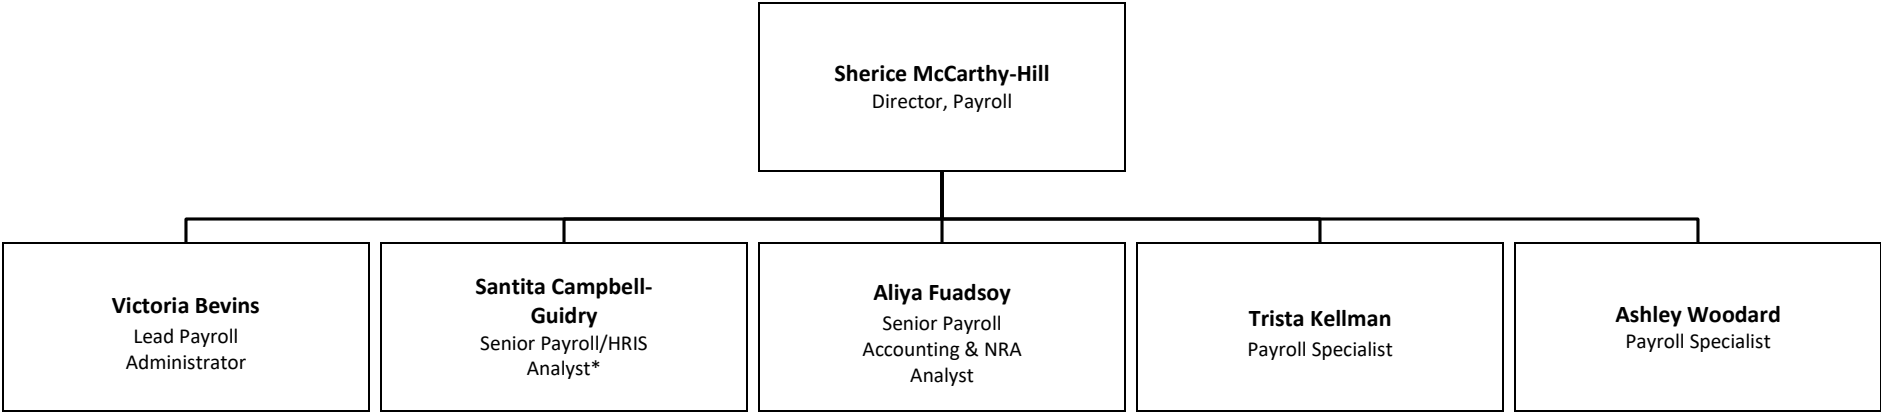 Sherice McCarthy-Hill
Director, Payroll
Victoria Bevins
Lead Payroll
Administrator
Santita Campbell-
Guidry
Senior Payroll/HRIS
Analyst*
Aliya Fuadsoy
Senior Payroll
Accounting & NRA
Analyst
Trista Kellman
Payroll Specialist
Ashley Woodard
Payroll Specialist